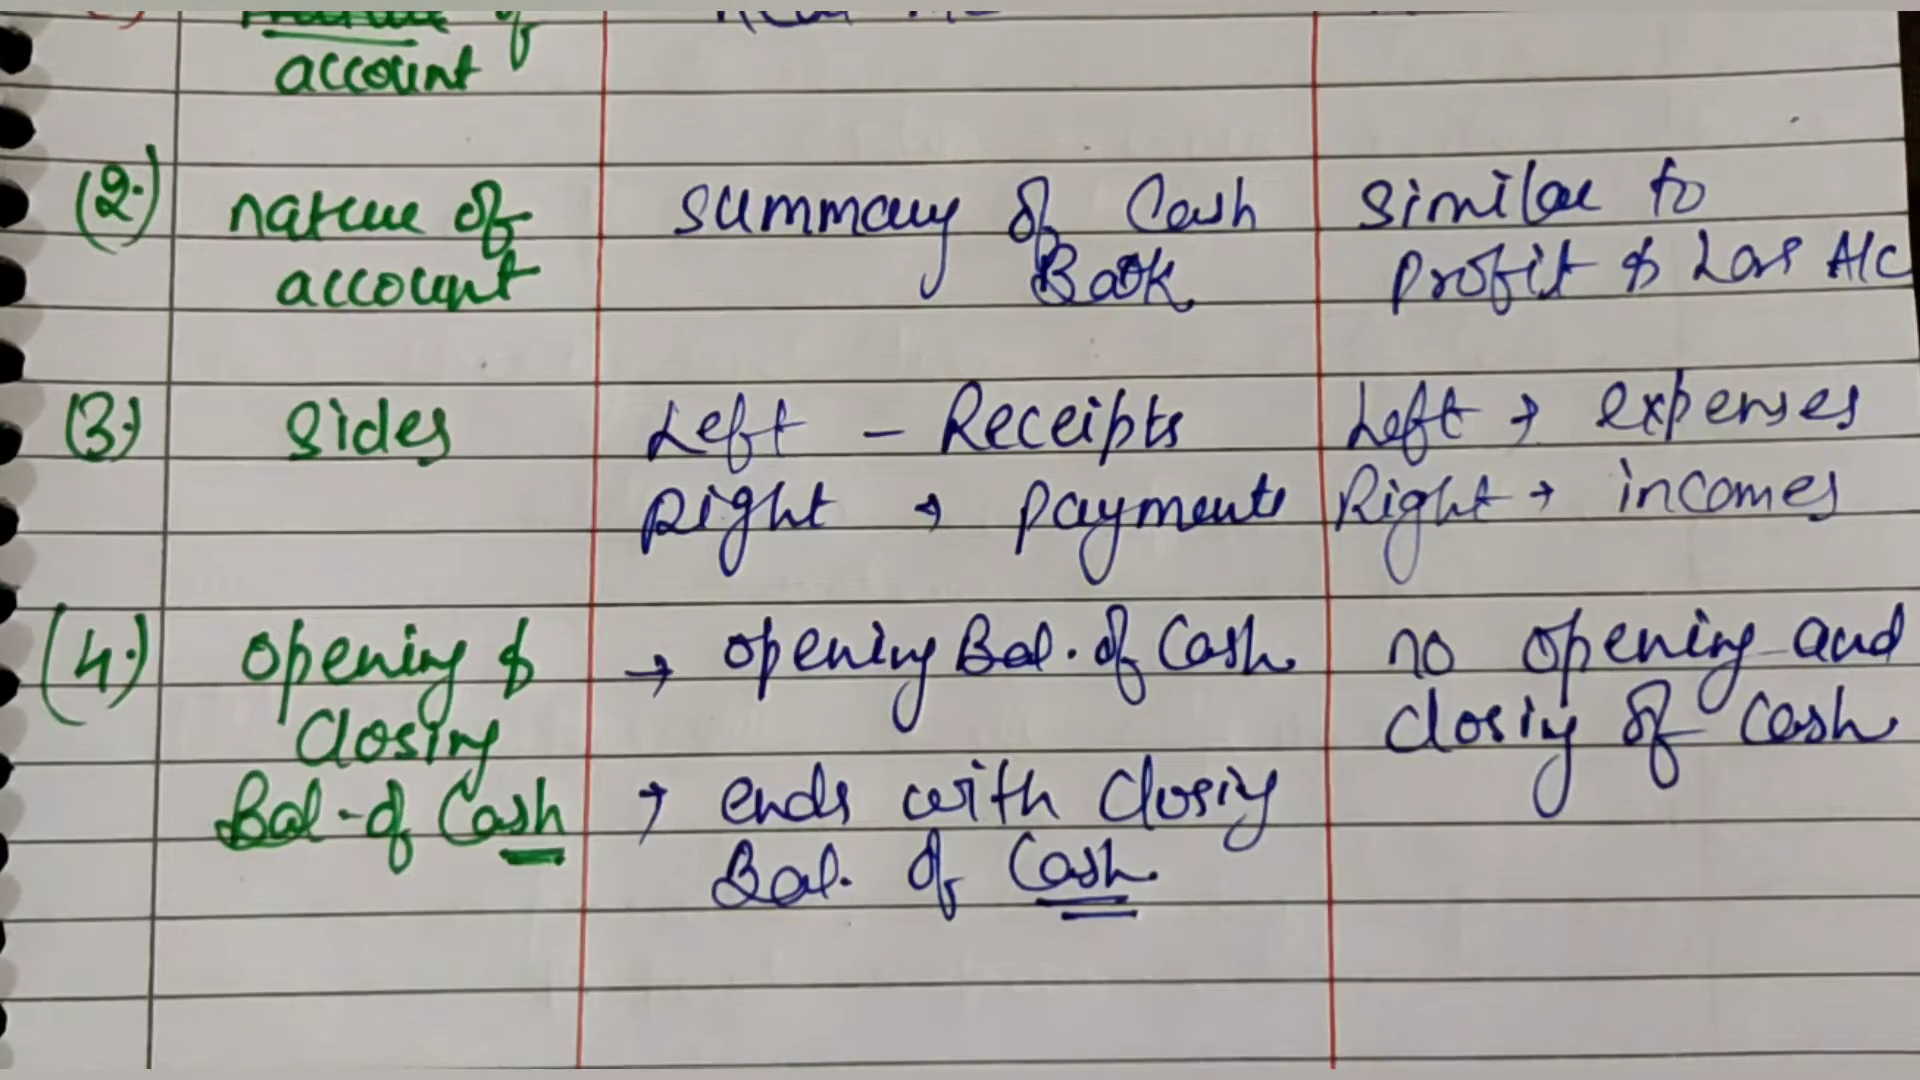 account
(2.) nature of summary of Cash similar to
account Book profit & Loss A/C
(3.) Sides Left - Receipts Left → expenses
Right → payments Right → incomes
(4.) opening & → opening Bal. of Cash no opening and
Closing closing of cash
Bal. of Cash → ends with closing
Bal. of Cash